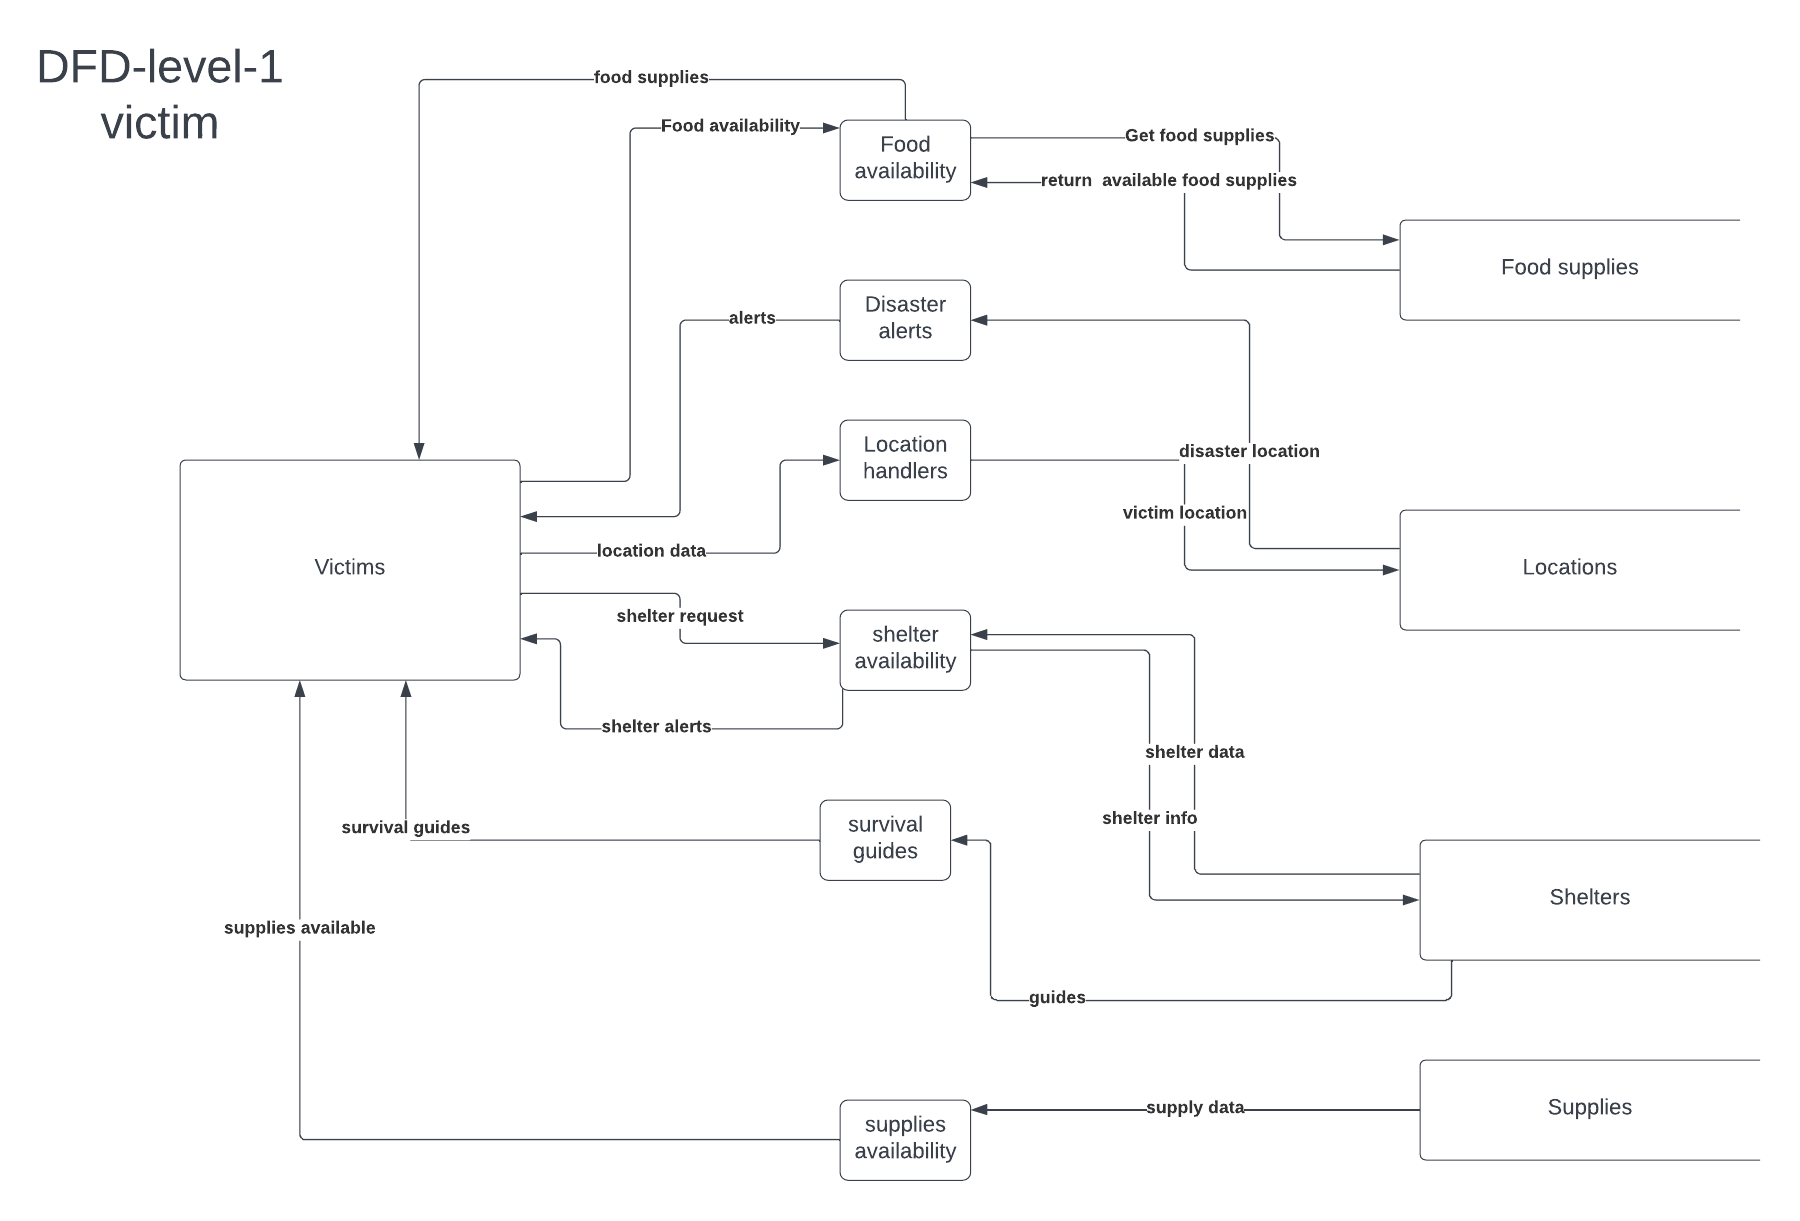 DFD-level-1
victim
food supplies
Food availability
Food
availability
Get food supplies
return  available food supplies
Food supplies
Disaster
alerts
alerts
Location
handlers
disaster location
victim location
Locations
Victims
location data
shelter request
shelter
availability
shelter alerts
shelter data
shelter info
survival guides
survival
guides
Shelters
supplies available
guides
supply data
Supplies
supplies
availability